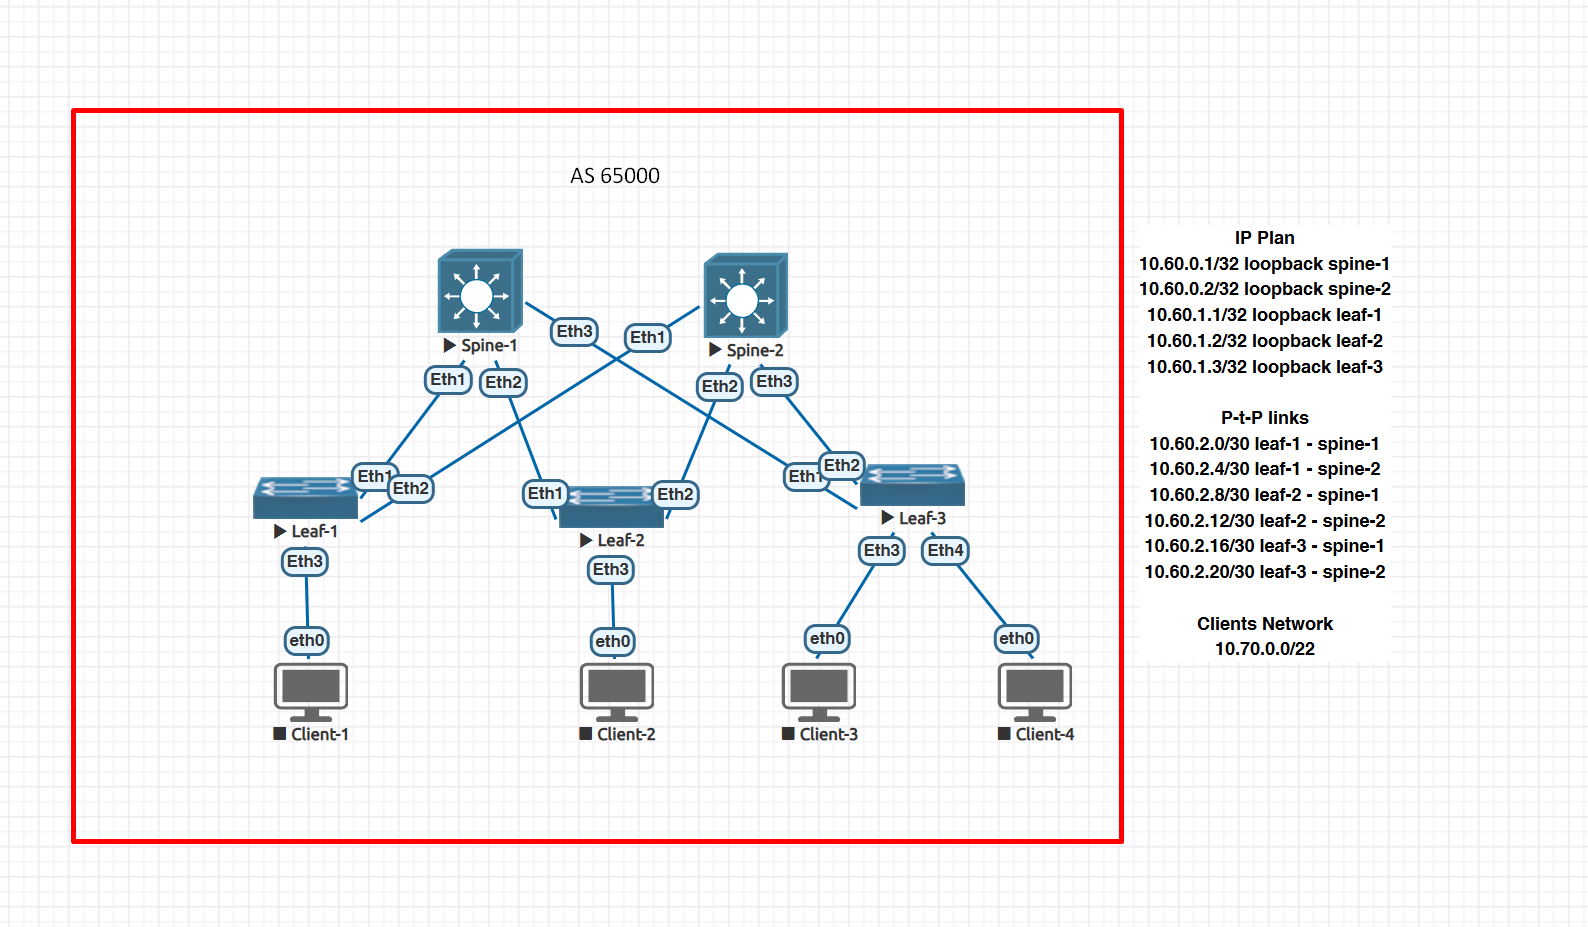 AS 65000
Spine-1
Spine-2
Eth3
Eth1
Eth1
Eth2
Eth2
Eth3
Eth1
Eth2
Eth1
Eth2
Eth1
Eth2
Leaf-1
Leaf-2
Leaf-3
Eth3
Eth3
Eth3
Eth4
eth0
eth0
eth0
eth0
Client-1
Client-2
Client-3
Client-4
IP Plan
10.60.0.1/32 loopback spine-1
10.60.0.2/32 loopback spine-2
10.60.1.1/32 loopback leaf-1
10.60.1.2/32 loopback leaf-2
10.60.1.3/32 loopback leaf-3
P-t-P links
10.60.2.0/30 leaf-1 - spine-1
10.60.2.4/30 leaf-1 - spine-2
10.60.2.8/30 leaf-2 - spine-1
10.60.2.12/30 leaf-2 - spine-2
10.60.2.16/30 leaf-3 - spine-1
10.60.2.20/30 leaf-3 - spine-2
Clients Network
10.70.0.0/22